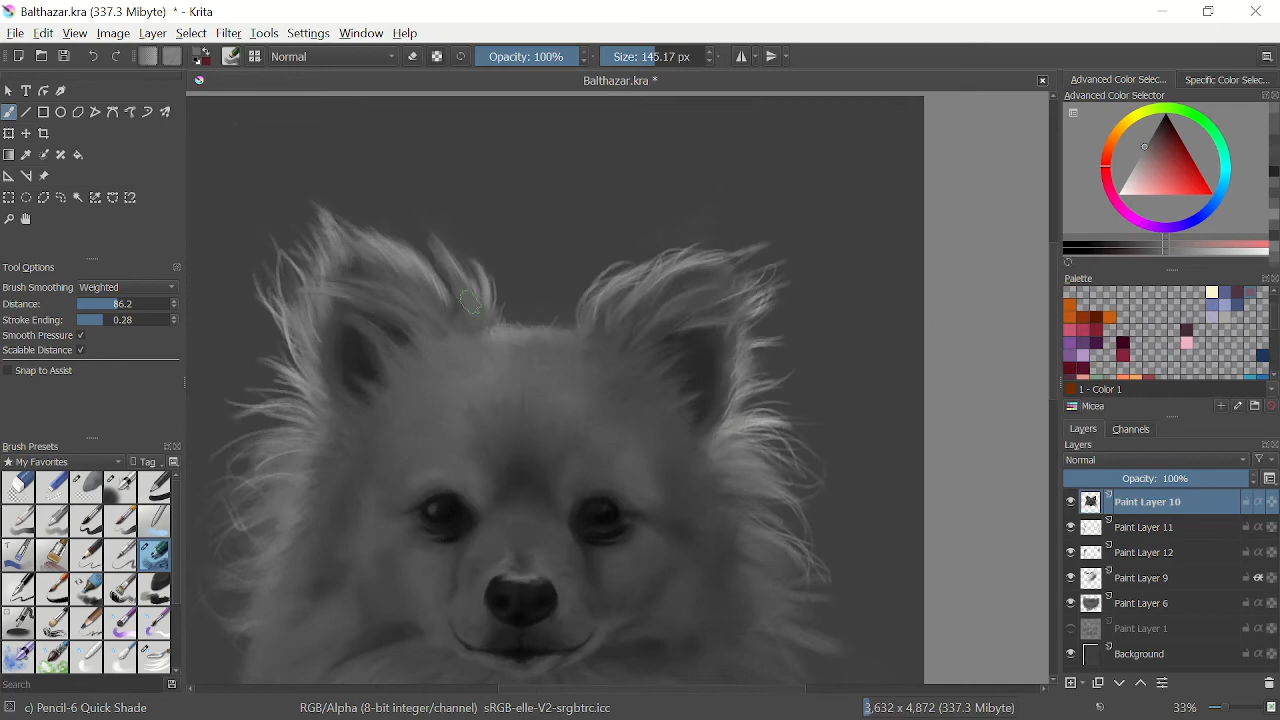 Balthazar.kra (337.3 Mibyte) * - Krita
File Edit View Image Layer Select Filter Tools Settings Window Help
Normal Opacity: 100% Size: 145.17 px
Balthazar.kra *
Advanced Color Selec... Specific Color Selec...
Advanced Color Selector
Tool Options
Brush Smoothing Weighted
Distance: 86.2
Stroke Ending: 0.28
Smooth Pressure
Scalable Distance
Snap to Assist
Brush Presets
My Favorites Tag
Search
Palette
1 - Color 1
Micea
Layers Channels
Layers
Normal
Opacity: 100%
Paint Layer 10
Paint Layer 11
Paint Layer 12
Paint Layer 9
Paint Layer 6
Paint Layer 1
Background
c) Pencil-6 Quick Shade RGB/Alpha (8-bit integer/channel) sRGB-elle-V2-srgbtrc.icc 3,632 x 4,872 (337.3 Mibyte) 33%